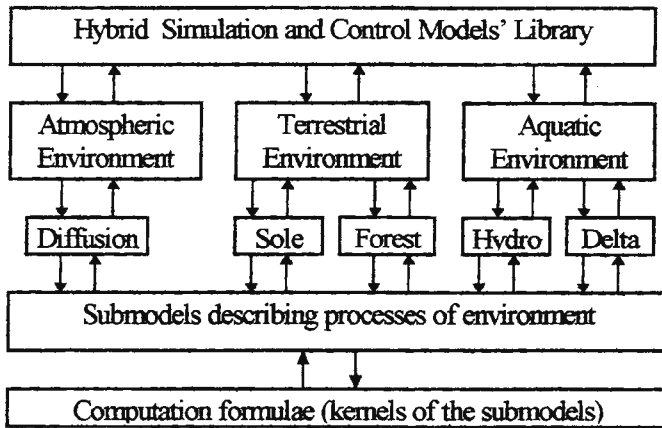 Hybrid Simulation and Control Models' Library
Atmospheric Environment
Terrestrial Environment
Aquatic Environment
Diffusion
Sole
Forest
Hydro
Delta
Submodels describing processes of environment
Computation formulae (kernels of the submodels)